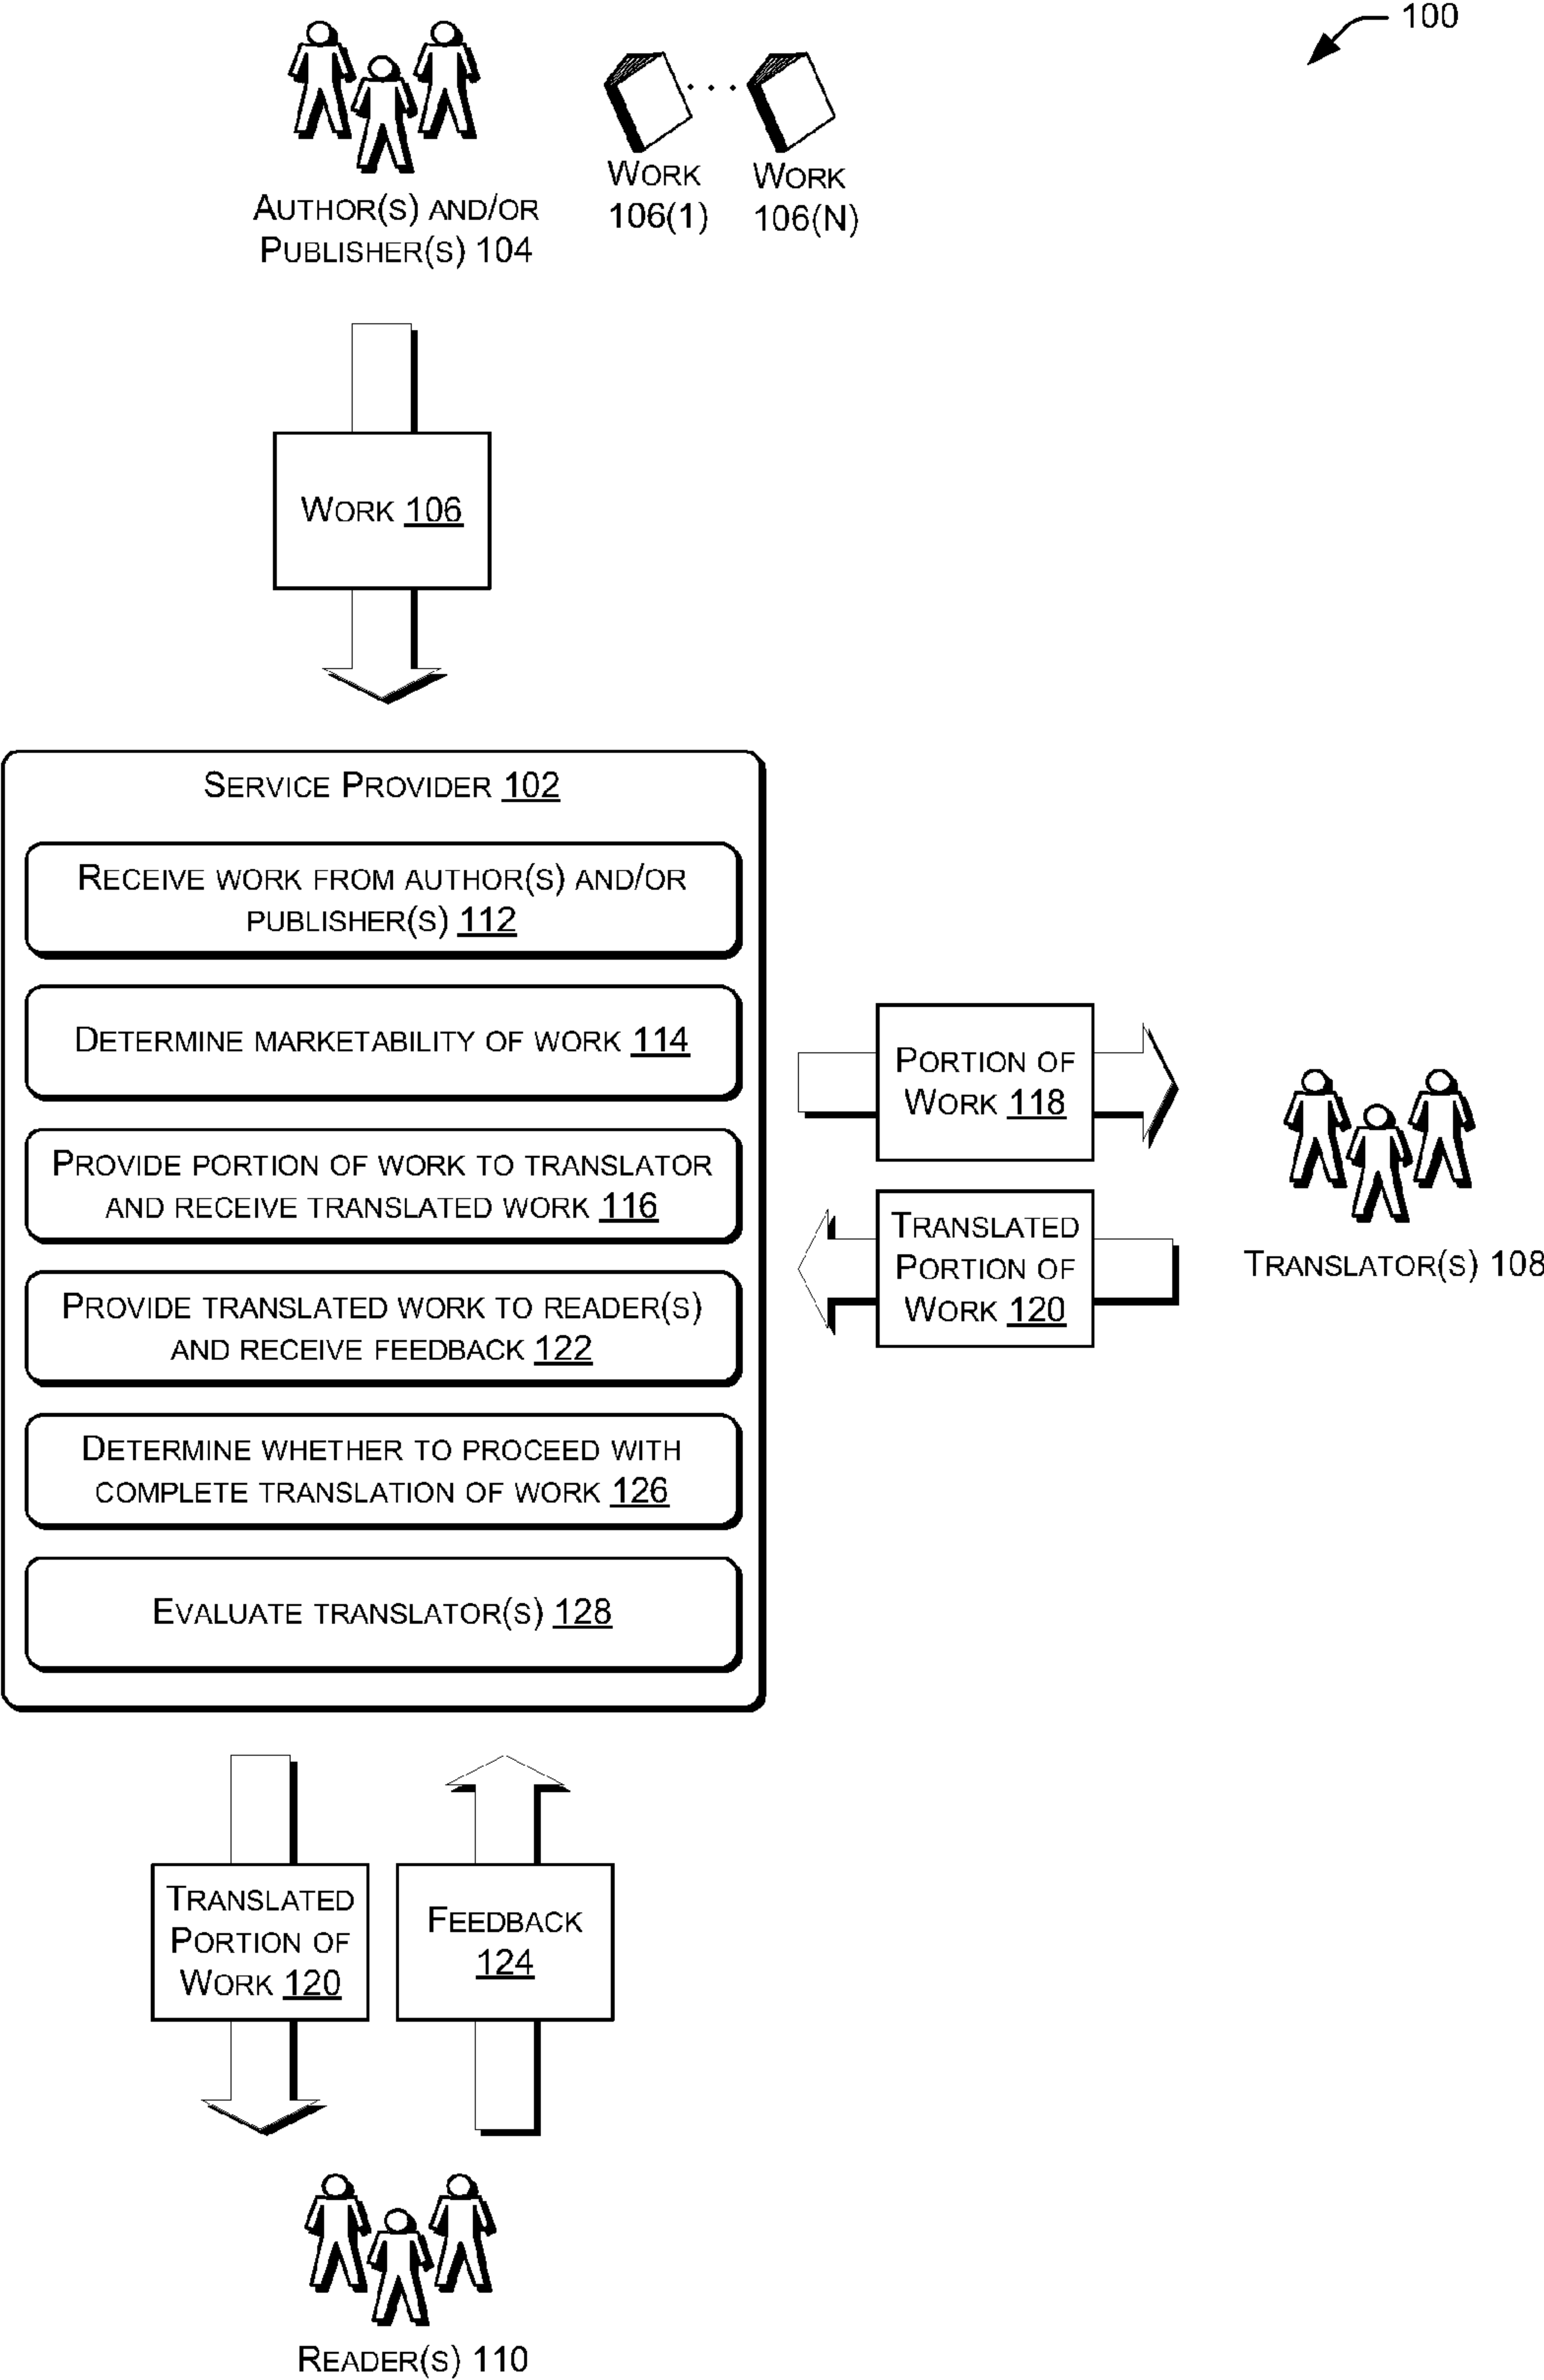 100
AUTHOR(S) AND/OR
PUBLISHER(S) 104
WORK
106(1)
WORK
106(N)
WORK 106
SERVICE PROVIDER 102
RECEIVE WORK FROM AUTHOR(S) AND/OR
PUBLISHER(S) 112
DETERMINE MARKETABILITY OF WORK 114
PROVIDE PORTION OF WORK TO TRANSLATOR
AND RECEIVE TRANSLATED WORK 116
PROVIDE TRANSLATED WORK TO READER(S)
AND RECEIVE FEEDBACK 122
DETERMINE WHETHER TO PROCEED WITH
COMPLETE TRANSLATION OF WORK 126
EVALUATE TRANSLATOR(S) 128
PORTION OF
WORK 118
TRANSLATED
PORTION OF
WORK 120
TRANSLATOR(S) 108
TRANSLATED
PORTION OF
WORK 120
FEEDBACK
124
READER(S) 110